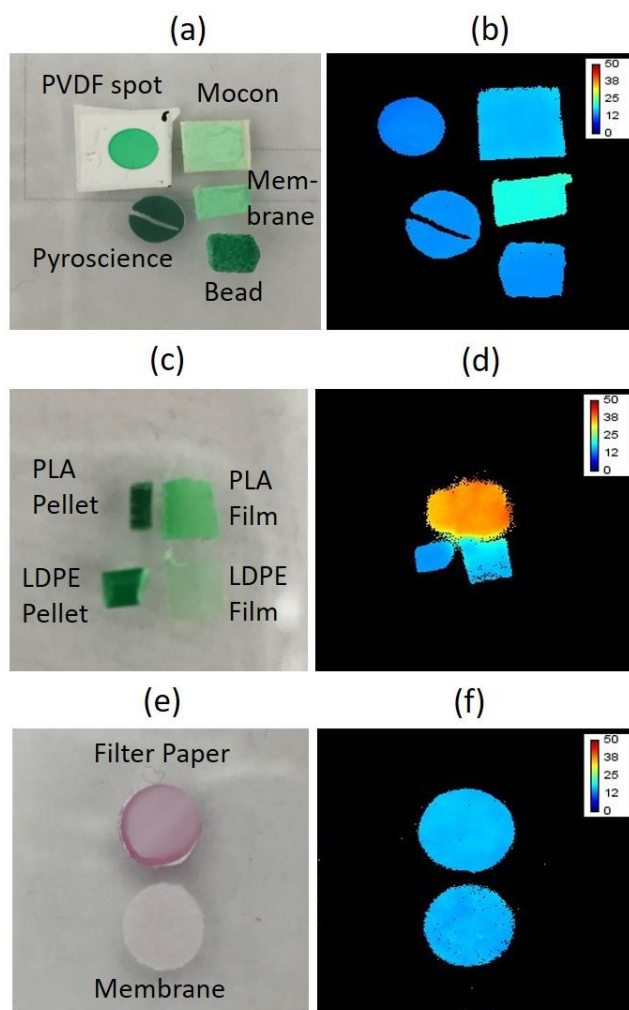 (a)
(b)
PVDF spot
Mocon
Mem-
brane
Pyroscience
Bead
50
38
25
12
0
(c)
(d)
PLA
Pellet
PLA
Film
LDPE
Pellet
LDPE
Film
50
38
25
12
0
(e)
(f)
Filter Paper
Membrane
50
38
25
12
0